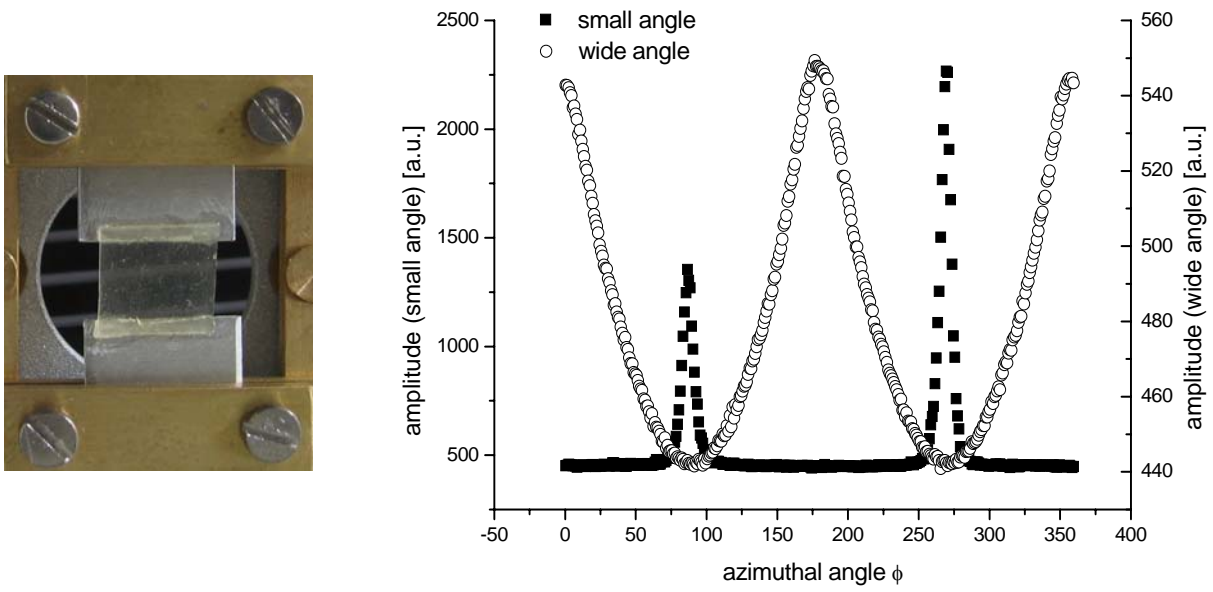 small angle
wide angle
2500
2000
1500
1000
500
amplitude (small angle) [a.u.]
560
540
520
500
480
460
440
amplitude (wide angle) [a.u.]
-50 0 50 100 150 200 250 300 350 400
azimuthal angle ϕ